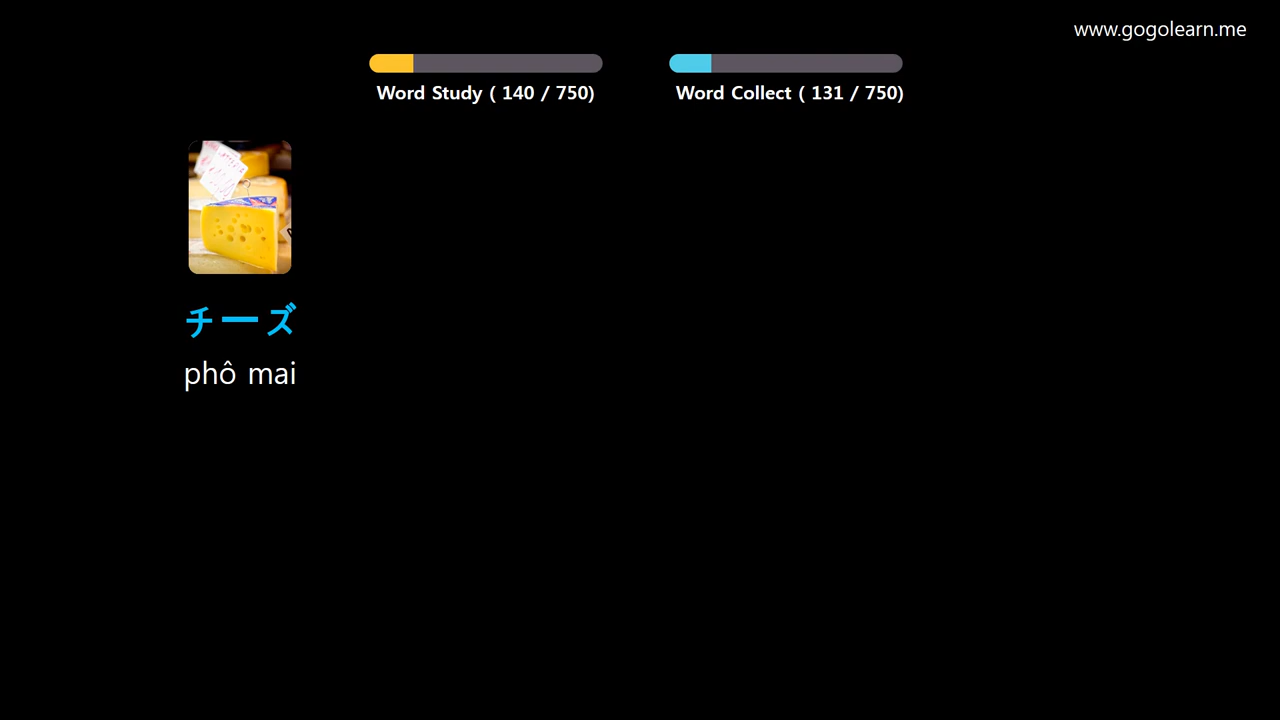 www.gogolearn.me
Word Study ( 140 / 750)
Word Collect ( 131 / 750)
チーズ
phô mai